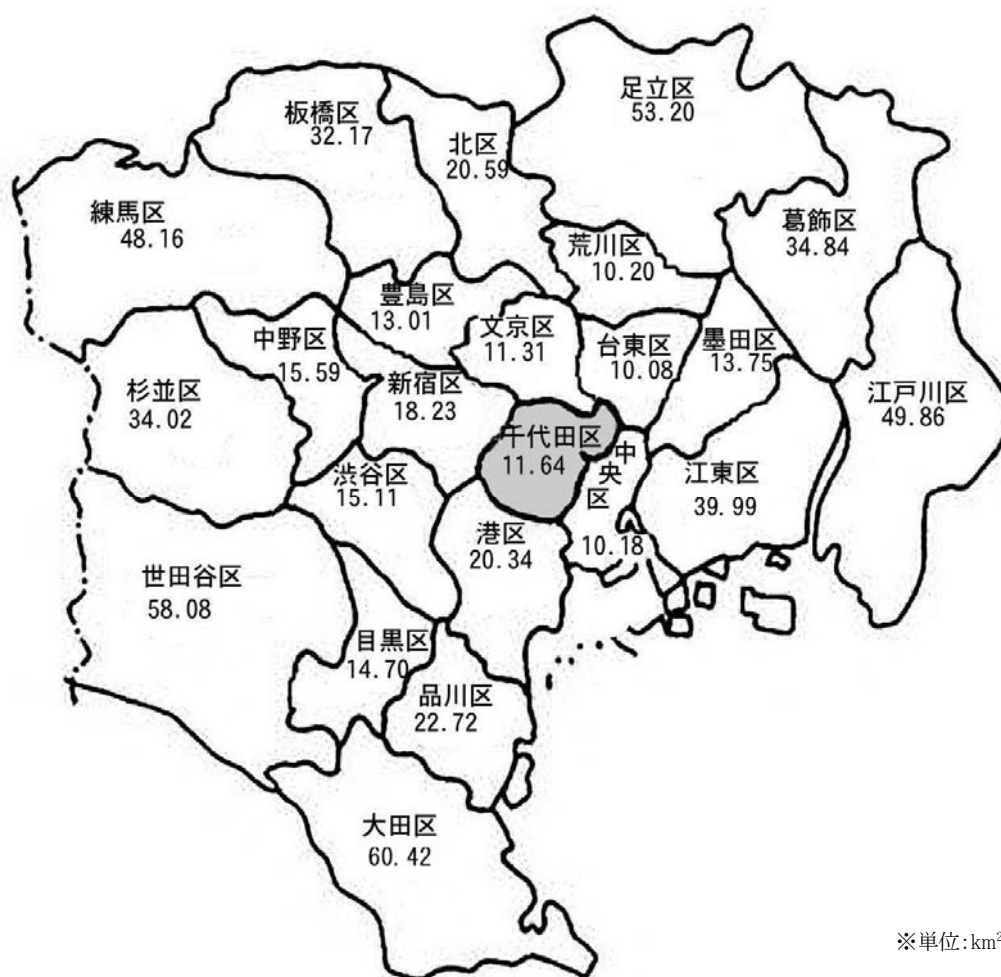 足立区
53.20
板橋区
32.17
北区
20.59
練馬区
48.16
葛飾区
34.84
荒川区
10.20
豊島区
13.01
文京区
11.31
台東区
10.08
墨田区
13.75
中野区
15.59
新宿区
18.23
杉並区
34.02
江戸川区
49.86
千代田区
11.64
中央区
10.18
江東区
39.99
渋谷区
15.11
港区
20.34
世田谷区
58.08
目黒区
14.70
品川区
22.72
大田区
60.42
※単位:km²